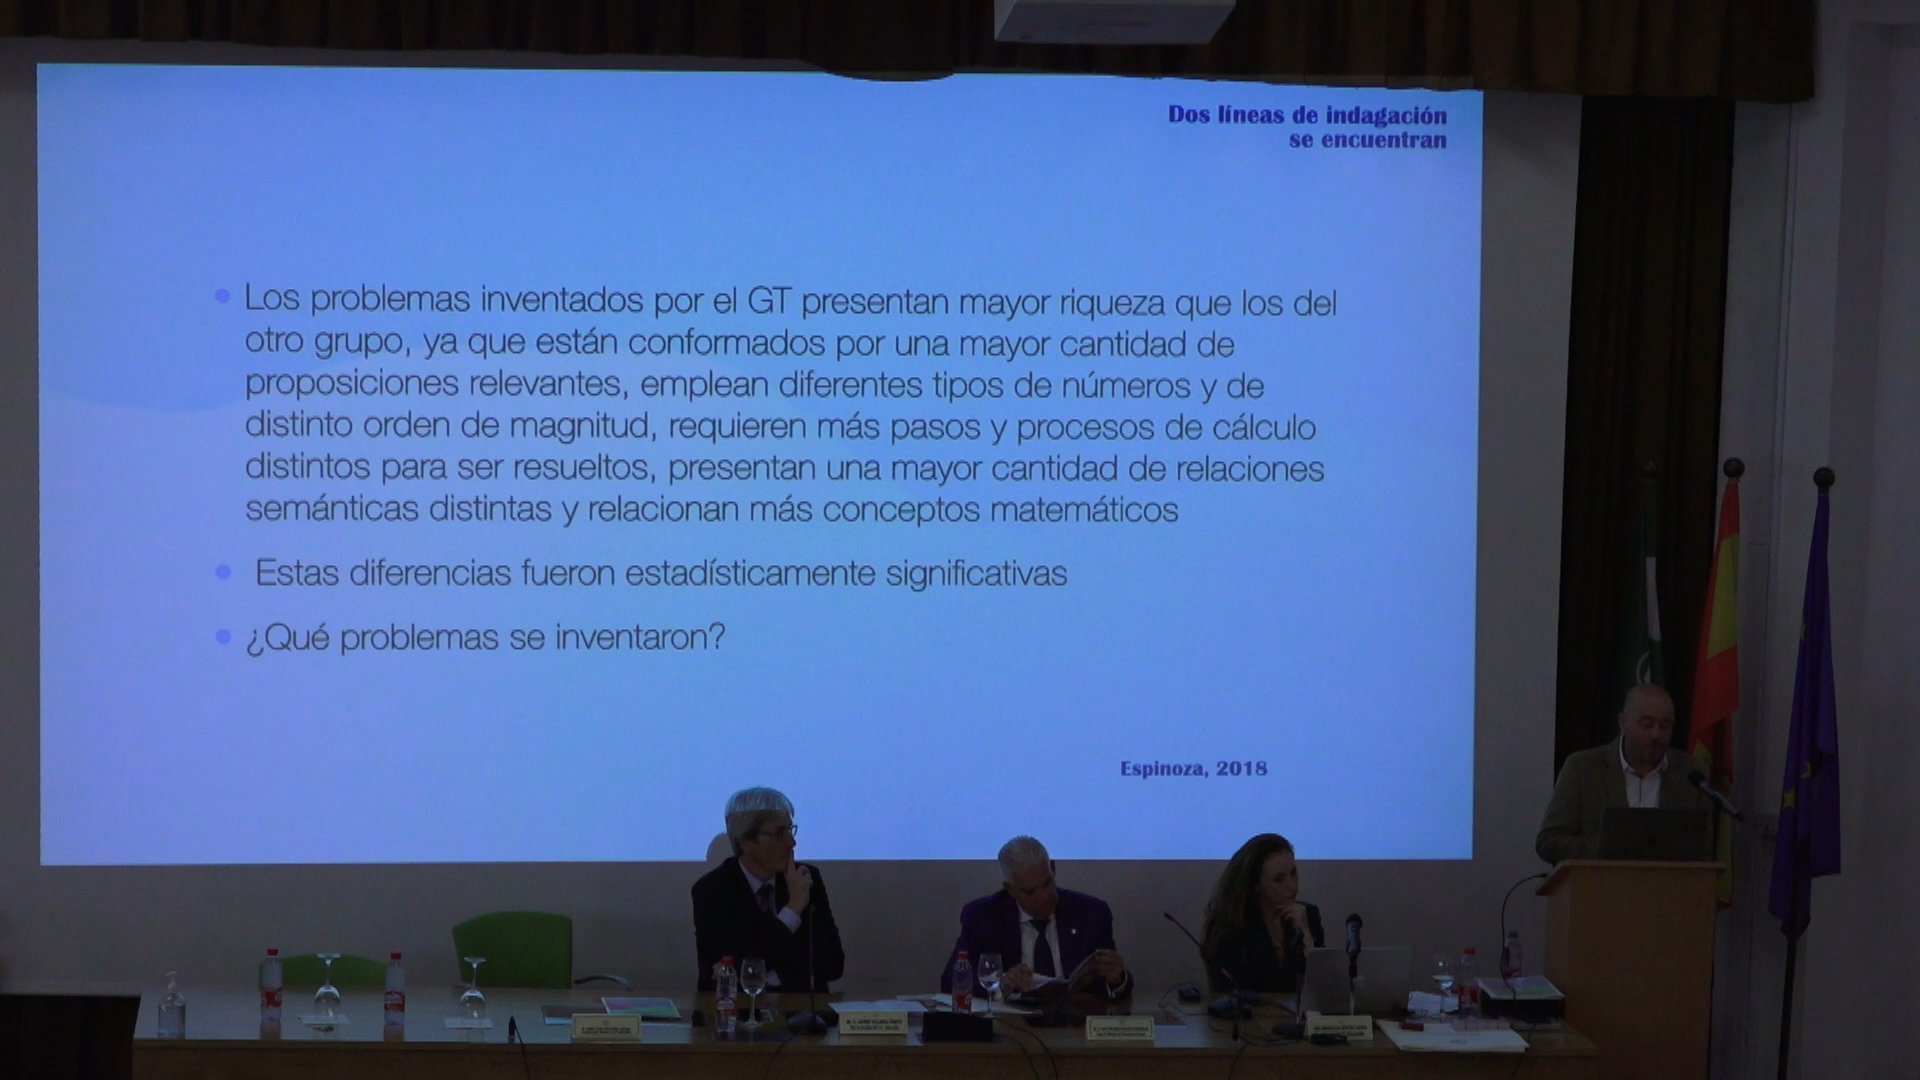 Dos líneas de indagación
se encuentran
Los problemas inventados por el GT presentan mayor riqueza que los del
otro grupo, ya que están conformados por una mayor cantidad de
proposiciones relevantes, emplean diferentes tipos de números y de
distinto orden de magnitud, requieren más pasos y procesos de cálculo
distintos para ser resueltos, presentan una mayor cantidad de relaciones
semánticas distintas y relacionan más conceptos matemáticos
Estas diferencias fueron estadísticamente significativas
¿Qué problemas se inventaron?
Espinoza, 2018